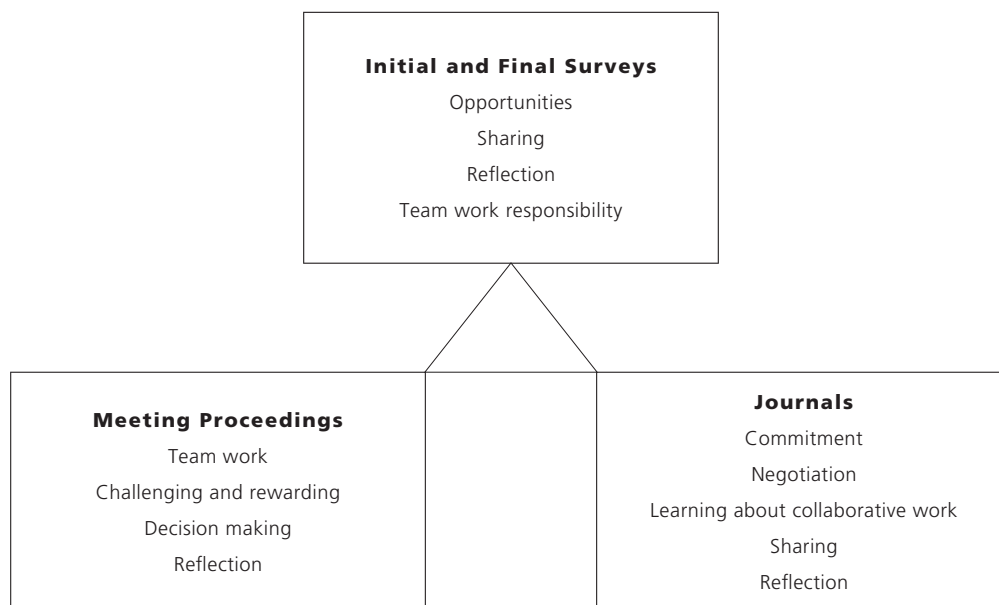 Initial and Final Surveys
Opportunities
Sharing
Reflection
Team work responsibility
Meeting Proceedings
Team work
Challenging and rewarding
Decision making
Reflection
Journals
Commitment
Negotiation
Learning about collaborative work
Sharing
Reflection